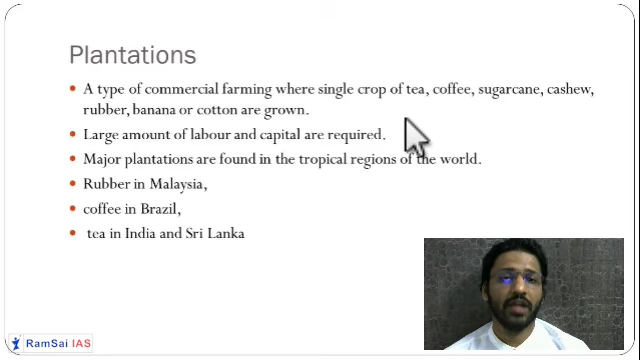 Plantations
A type of commercial farming where single crop of tea, coffee, sugarcane, cashew,
rubber, banana or cotton are grown.
Large amount of labour and capital are required.
Major plantations are found in the tropical regions of the world.
Rubber in Malaysia,
coffee in Brazil,
tea in India and Sri Lanka
RamSai IAS